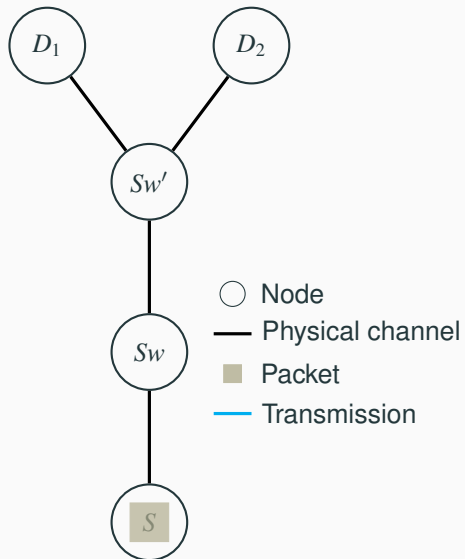 D₁
D₂
Sw′
Sw
S
Node
Physical channel
Packet
Transmission